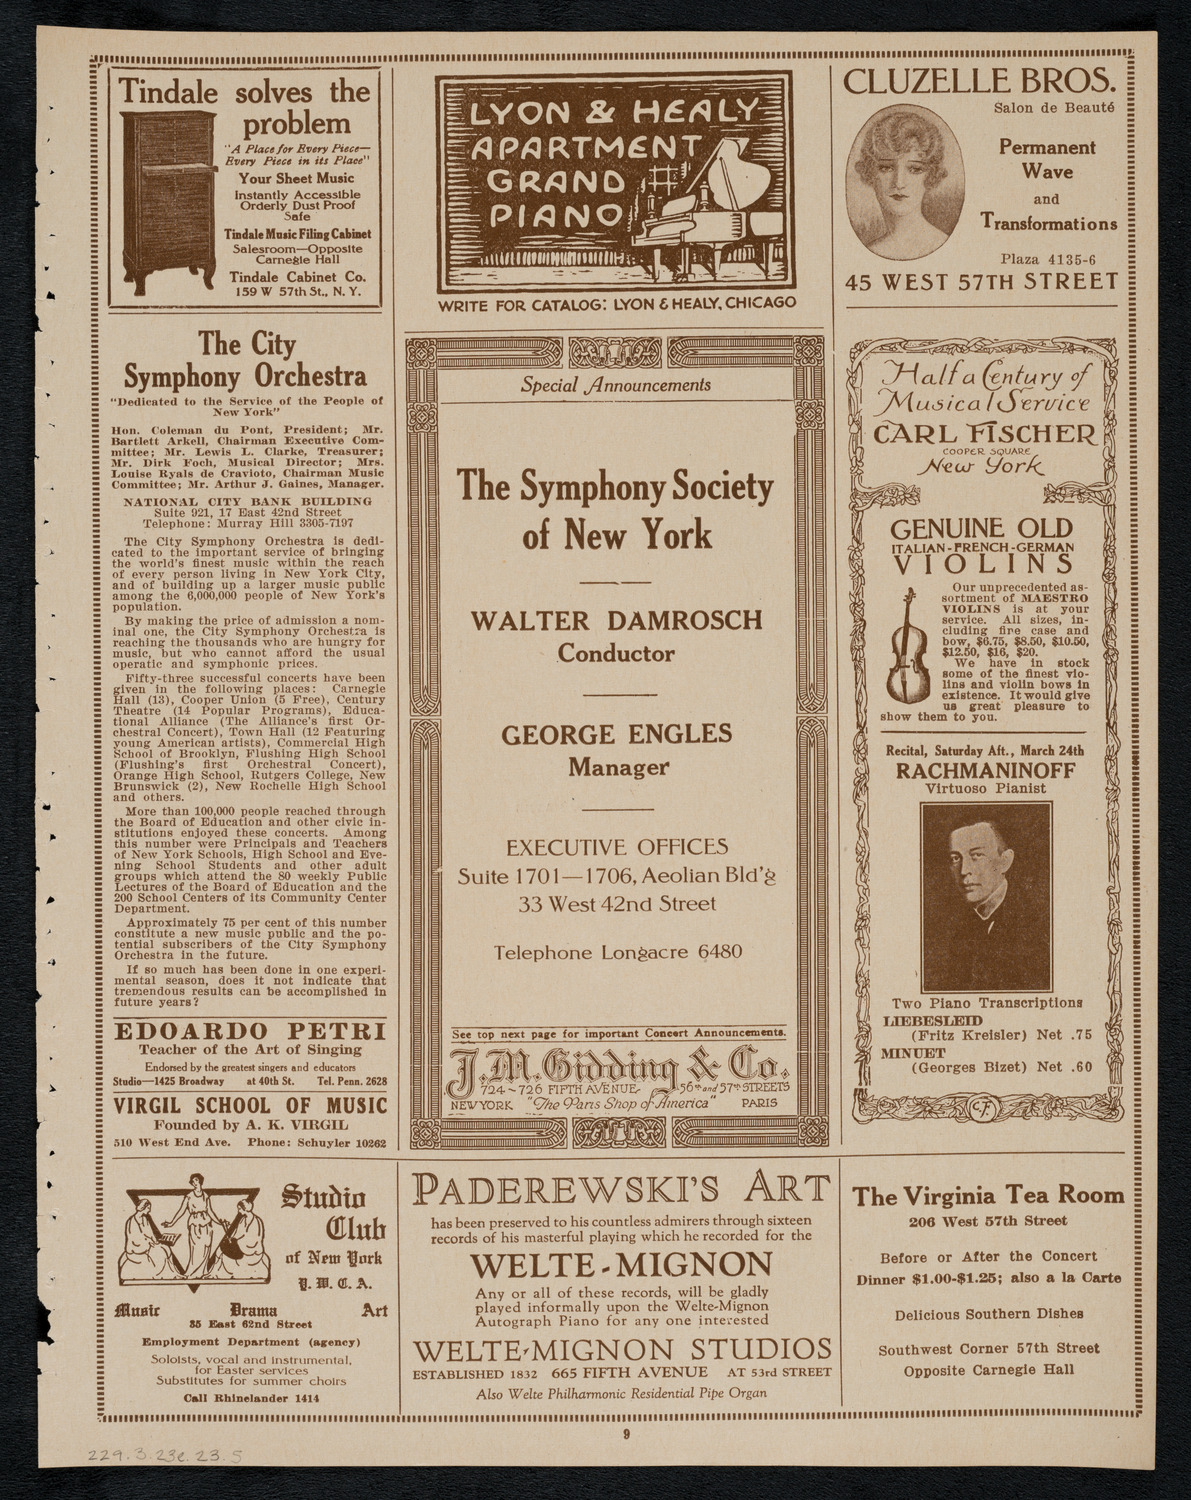 Tindale solves the
problem
"A Place for Every Piece—
Every Piece in its Place"
Your Sheet Music
Instantly Accessible
Orderly Dust Proof
Safe
Tindale Music Filing Cabinet
Salesroom—Opposite
Carnegie Hall
Tindale Cabinet Co.
159 W 57th St., N. Y.
The City
Symphony Orchestra
"Dedicated to the Service of the People of
New York"
Hon. Coleman du Pont, President; Mr.
Bartlett Arkell, Chairman Executive Com-
mittee; Mr. Lewis L. Clarke, Treasurer;
Mr. Dirk Foch, Musical Director; Mrs.
Louise Ryals de Cravioto, Chairman Music
Committee; Mr. Arthur J. Gaines, Manager.
NATIONAL CITY BANK BUILDING
Suite 921, 17 East 42nd Street
Telephone: Murray Hill 3305-7197
The City Symphony Orchestra is dedi-
cated to the important service of bringing
the world's finest music within the reach
of every person living in New York City,
and of building up a larger music public
among the 6,000,000 people of New York's
population.
By making the price of admission a nom-
inal one, the City Symphony Orchestra is
reaching the thousands who are hungry for
music, but who cannot afford the usual
operatic and symphonic prices.
Fifty-three successful concerts have been
given in the following places: Carnegie
Hall (13), Cooper Union (5 Free), Century
Theatre (14 Popular Programs), Educa-
tional Alliance (The Alliance's first Or-
chestral Concert), Town Hall (12 Featuring
young American artists), Commercial High
School of Brooklyn, Flushing High School
(Flushing's first Orchestral Concert),
Orange High School, Rutgers College, New
Brunswick (2), New Rochelle High School
and others.
More than 100,000 people reached through
the Board of Education and other civic in-
stitutions enjoyed these concerts. Among
this number were Principals and Teachers
of New York Schools, High School and Eve-
ning School Students and other adult
groups which attend the 80 weekly Public
Lectures of the Board of Education and the
200 School Centers of its Community Center
Department.
Approximately 75 per cent of this number
constitute a new music public and the po-
tential subscribers of the City Symphony
Orchestra in the future.
If so much has been done in one experi-
mental season, does it not indicate that
tremendous results can be accomplished in
future years?
EDOARDO PETRI
Teacher of the Art of Singing
Endorsed by the greatest singers and educators
Studio—1425 Broadway at 40th St. Tel. Penn. 2628
VIRGIL SCHOOL OF MUSIC
Founded by A. K. VIRGIL
510 West End Ave. Phone: Schuyler 10262
LYON & HEALY
APARTMENT
GRAND
PIANO
WRITE FOR CATALOG: LYON & HEALY, CHICAGO
Special Announcements
The Symphony Society
of New York
WALTER DAMROSCH
Conductor
GEORGE ENGLES
Manager
EXECUTIVE OFFICES
Suite 1701—1706, Aeolian Bld'g
33 West 42nd Street
Telephone Longacre 6480
See top next page for important Concert Announcements.
J. M. Gidding & Co.
724-726 FIFTH AVENUE- 56th and 57th STREETS
NEW YORK "The Paris Shop of America" PARIS
CLUZELLE BROS.
Salon de Beauté
Permanent
Wave
and
Transformations
Plaza 4135-6
45 WEST 57TH STREET
Half a Century of
Musical Service
CARL FISCHER
COOPER SQUARE
New York
GENUINE OLD
ITALIAN-FRENCH-GERMAN
VIOLINS
Our unprecedented as-
sortment of MAESTRO
VIOLINS is at your
service. All sizes, in-
cluding fine case and
bow, $6.75, $8.50, $10.50,
$12.50, $16, $20.
We have in stock
some of the finest vio-
lins and violin bows in
existence. It would give
us great pleasure to
show them to you.
Recital, Saturday Aft., March 24th
RACHMANINOFF
Virtuoso Pianist
Two Piano Transcriptions
LIEBESLEID
(Fritz Kreisler) Net .75
MINUET
(Georges Bizet) Net .60
C.F.
Studio
Club
of New York
Y. W. C. A.
Music Drama Art
35 East 62nd Street
Employment Department (agency)
Soloists, vocal and instrumental,
for Easter services
Substitutes for summer choirs
Call Rhinelander 1414
PADEREWSKI'S ART
has been preserved to his countless admirers through sixteen
records of his masterful playing which he recorded for the
WELTE-MIGNON
Any or all of these records, will be gladly
played informally upon the Welte-Mignon
Autograph Piano for any one interested
WELTE-MIGNON STUDIOS
ESTABLISHED 1832 665 FIFTH AVENUE AT 53rd STREET
Also Welte Philharmonic Residential Pipe Organ
The Virginia Tea Room
206 West 57th Street
Before or After the Concert
Dinner $1.00-$1.25; also a la Carte
Delicious Southern Dishes
Southwest Corner 57th Street
Opposite Carnegie Hall
9
229.3.23e.23.5